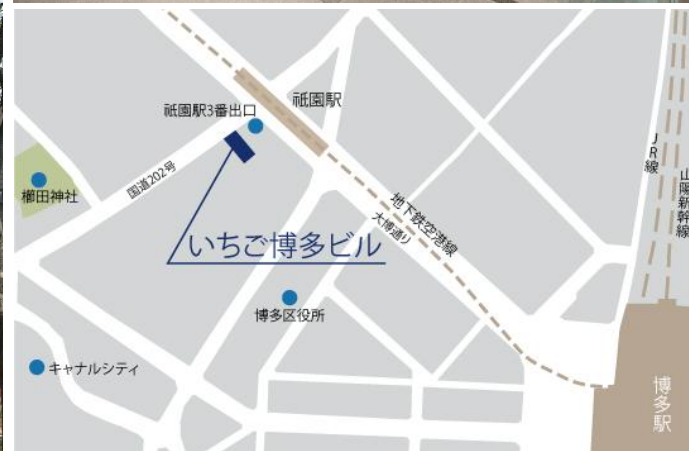 祇園駅3番出口
祇園駅
JR線
山陽新幹線
国道202号
櫛田神社
地下鉄空港線
大博通り
いちご博多ビル
博多区役所
キャナルシティ
博多駅